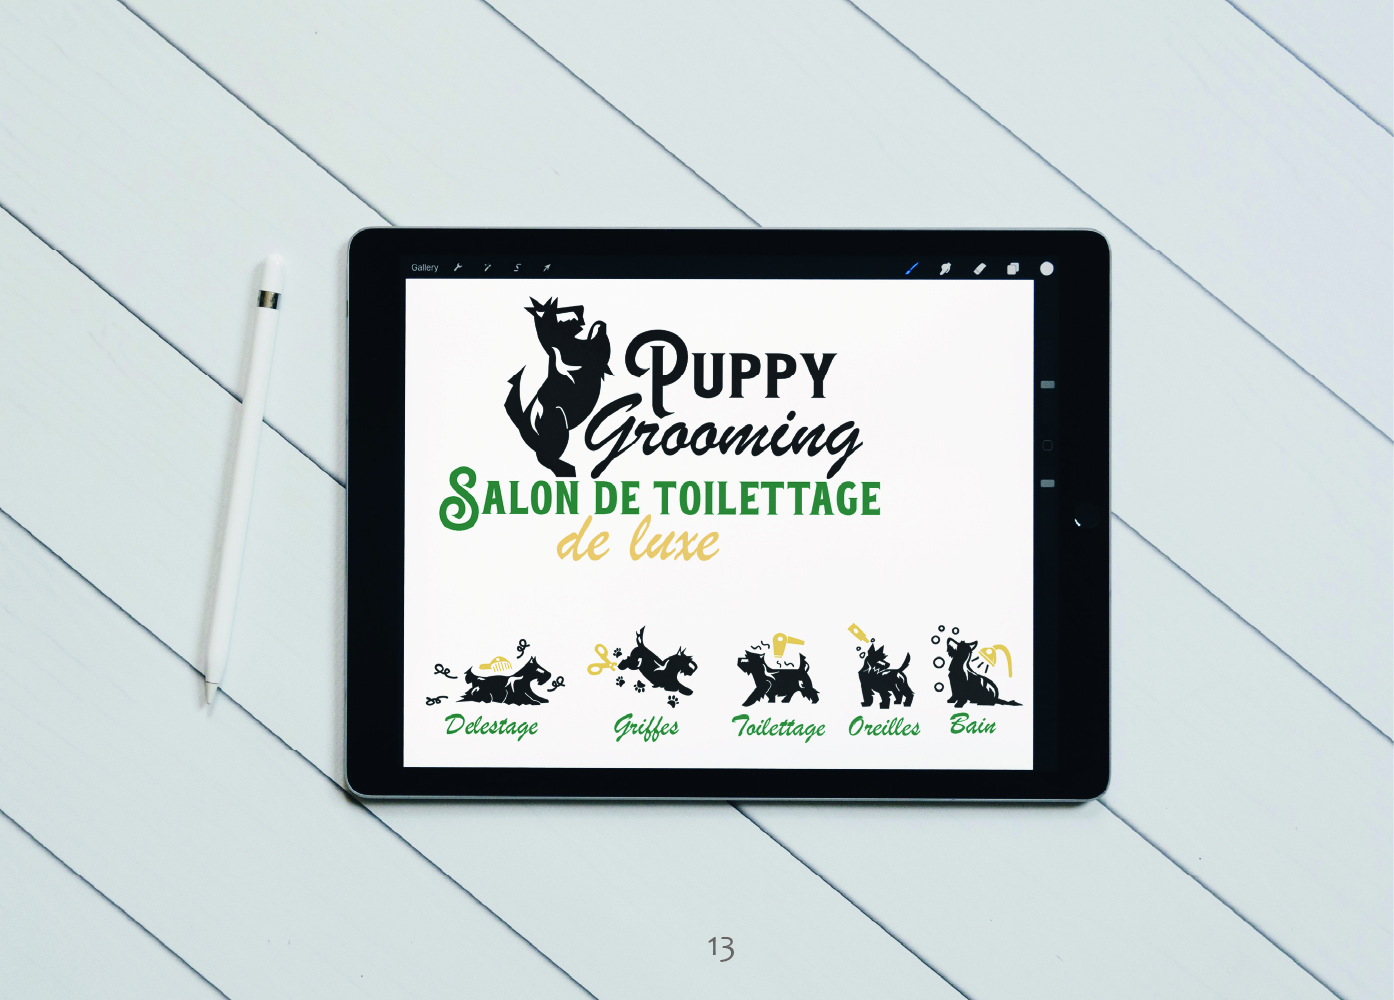 Gallery
Puppy
Grooming
Salon de toilettage
de luxe
Delestage
Griffes
Toilettage
Oreilles
Bain
13